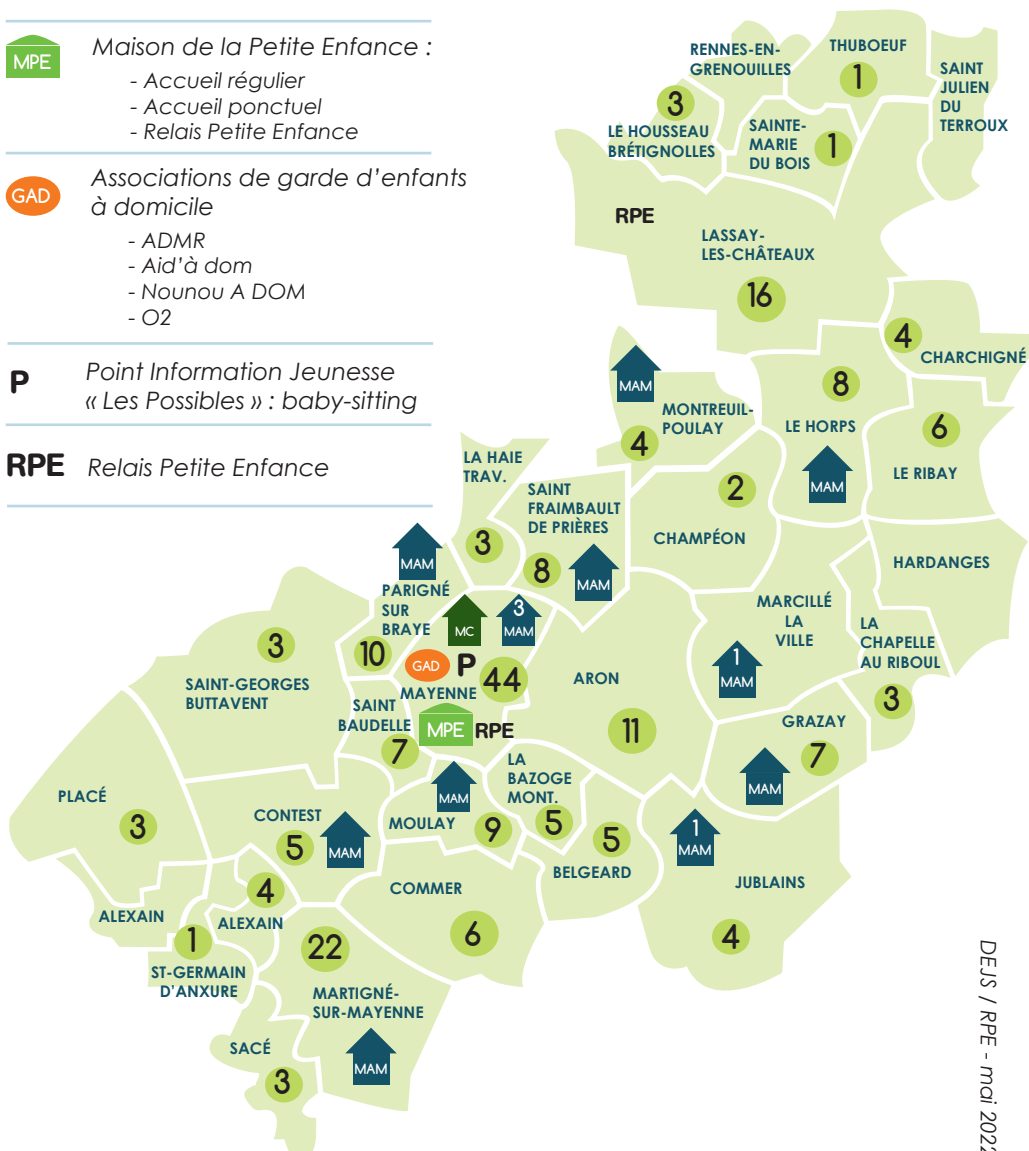 MPE
Maison de la Petite Enfance :
- Accueil régulier
- Accueil ponctuel
- Relais Petite Enfance
GAD
Associations de garde d'enfants
à domicile
- ADMR
- Aid'à dom
- Nounou A DOM
- O2
P
Point Information Jeunesse
« Les Possibles » : baby-sitting
RPE
Relais Petite Enfance
RENNES-EN-
GRENOUILLES
THUBOEUF
1
SAINT
JULIEN
DU
TERROUX
3
LE HOUSSEAU
BRÉTIGNOLLES
SAINTE-
MARIE
DU BOIS
1
RPE
LASSAY-
LES-CHÂTEAUX
16
4
CHARCHIGNÉ
MAM
MONTREUIL-
POULAY
4
8
LE HORPS
MAM
6
LE RIBAY
LA HAIE
TRAV.
3
SAINT
FRAIMBAULT
DE PRIÈRES
8
MAM
2
CHAMPÉON
HARDANGES
MAM
PARIGNÉ
SUR
BRAYE
10
MC
3
MAM
GAD
P
44
MAYENNE
MPE
RPE
ARON
11
MARCILLÉ
LA
VILLE
1
MAM
LA
CHAPELLE
AU RIBOUL
3
3
SAINT-GEORGES
BUTTAVENT
SAINT
BAUDELLE
7
GRAZAY
7
MAM
PLACÉ
3
CONTEST
5
MAM
MAM
MOULAY
9
LA
BAZOGE
MONT.
5
5
BELGEARD
1
MAM
JUBLAINS
4
ALEXAIN
4
ALEXAIN
1
ST-GERMAIN
D'ANXURE
COMMER
6
22
MARTIGNÉ-
SUR-MAYENNE
MAM
SACÉ
3
DEJS / RPE - mai 2022